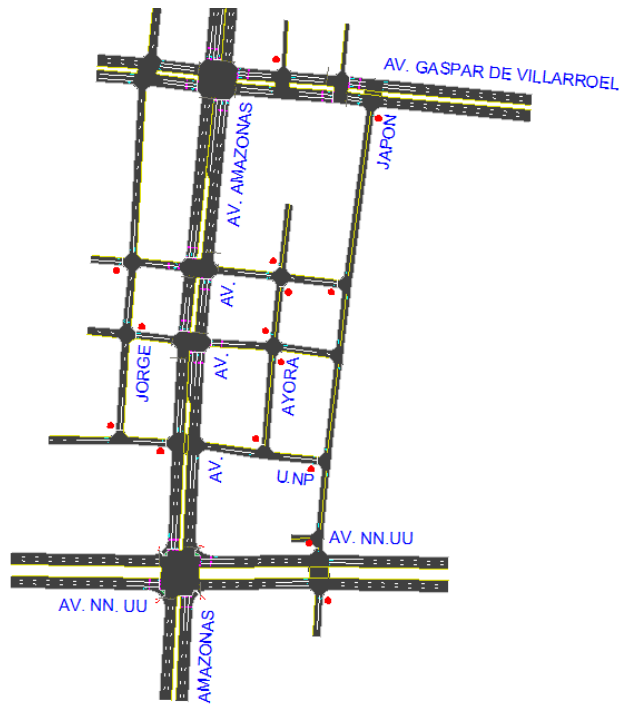 AV. GASPAR DE VILLARROEL
AV. AMAZONAS
JAPON
AV.
AV.
JORGE
AYORA
AV.
U.NP
AV. NN.UU
AV. NN. UU
AMAZONAS